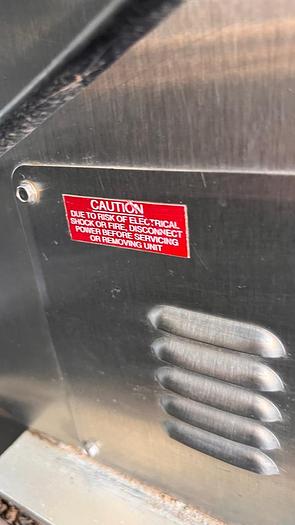 CAUTION
DUE TO RISK OF ELECTRICAL
SHOCK OR FIRE, DISCONNECT
POWER BEFORE SERVICING
OR REMOVING UNIT